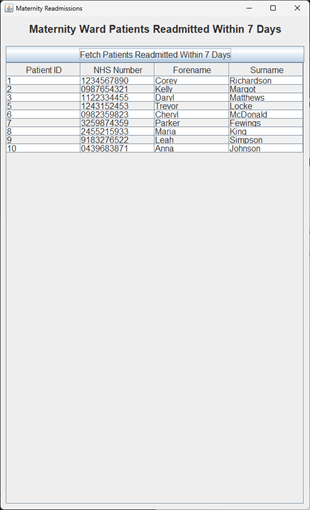 Maternity Readmissions
Maternity Ward Patients Readmitted Within 7 Days
Fetch Patients Readmitted Within 7 Days
Patient ID NHS Number Forename Surname
1 1234567890 Corey Richardson
2 0987654321 Kelly Margot
3 1122334455 Daryl Matthews
5 1243152453 Trevor Locke
6 0982359823 Cheryl McDonald
7 3259874359 Parker Fewings
8 2455215933 Maria King
9 9183276522 Leah Simpson
10 0439683871 Anna Johnson